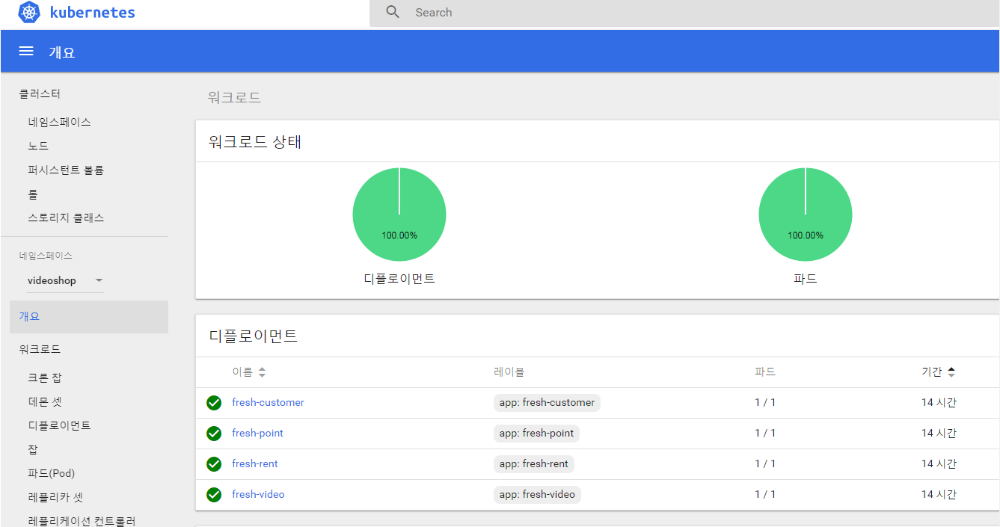 kubernetes
Search
개요
클러스터
네임스페이스
노드
퍼시스턴트 볼륨
롤
스토리지 클래스
네임스페이스
videoshop
개요
워크로드
크론 잡
데몬 셋
디플로이먼트
잡
파드(Pod)
레플리카 셋
레플리케이션 컨트롤러
워크로드
워크로드 상태
100.00%
디플로이먼트
100.00%
파드
디플로이먼트
이름 레이블 파드 기간
fresh-customer app: fresh-customer 1 / 1 14 시간
fresh-point app: fresh-point 1 / 1 14 시간
fresh-rent app: fresh-rent 1 / 1 14 시간
fresh-video app: fresh-video 1 / 1 14 시간